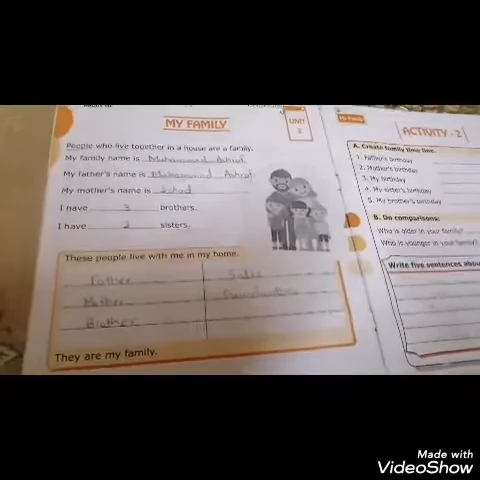 MY FAMILY
UNIT
2
People who live together in a house are a family.
My family name is Muhammad Ashraf
My father's name is Muhammad Ashraf
My mother's name is
I have 3 brothers.
I have 2 sisters.
These people live with me in my home.
Father
Mother
Brother
Sister
They are my family.
My Family
ACTIVITY - 2
A. Create family time line.
1. Father's birthday
2. Mother's birthday
3. My birthday
4. My sister's birthday
5. My brother's birthday
B. Do comparisons:
Who is older in your family?
Who is younger in your family?
Write five sentences
Made with
VideoShow